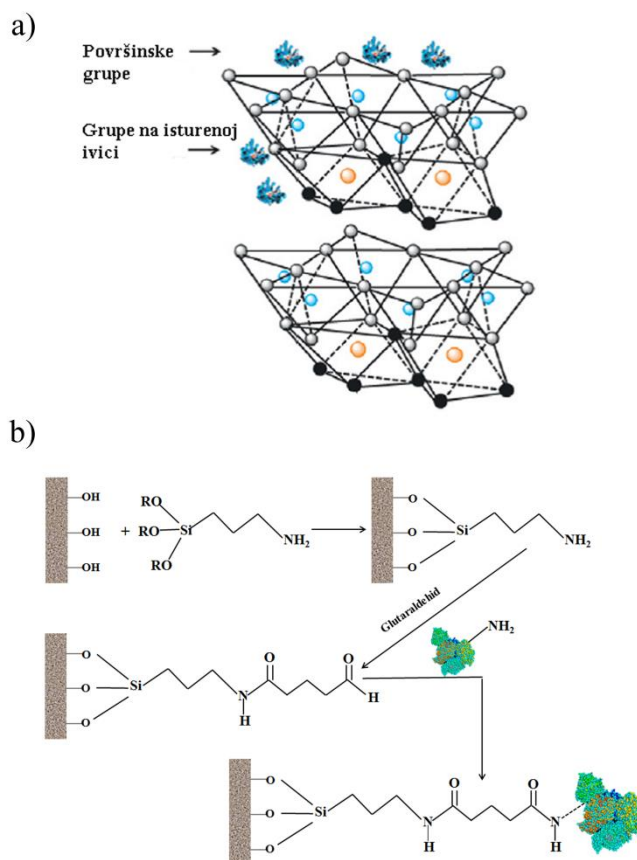 a)
Površinske
grupe
Grupe na isturenoj
ivici
b)
OH
OH
OH
+
RO
RO
RO
Si
NH₂
O
O
O
Si
NH₂
Glutaraldehid
NH₂
O
O
O
Si
N
H
O
O
H
O
O
O
Si
N
H
O
O
N
H